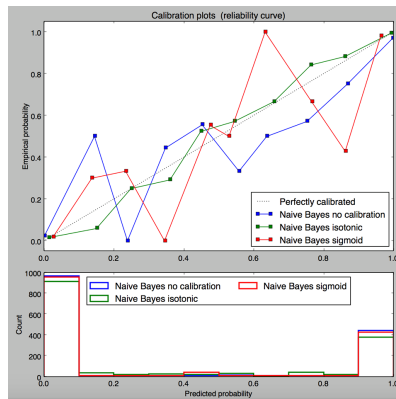 Calibration plots (reliability curve)
1.0
0.8
0.6
0.4
0.2
0.0
Empirical probability
Perfectly calibrated
Naive Bayes no calibration
Naive Bayes isotonic
Naive Bayes sigmoid
1000
800
600
400
200
0
Count
Naive Bayes no calibration
Naive Bayes isotonic
Naive Bayes sigmoid
0.0 0.2 0.4 0.6 0.8 1.0
Predicted probability